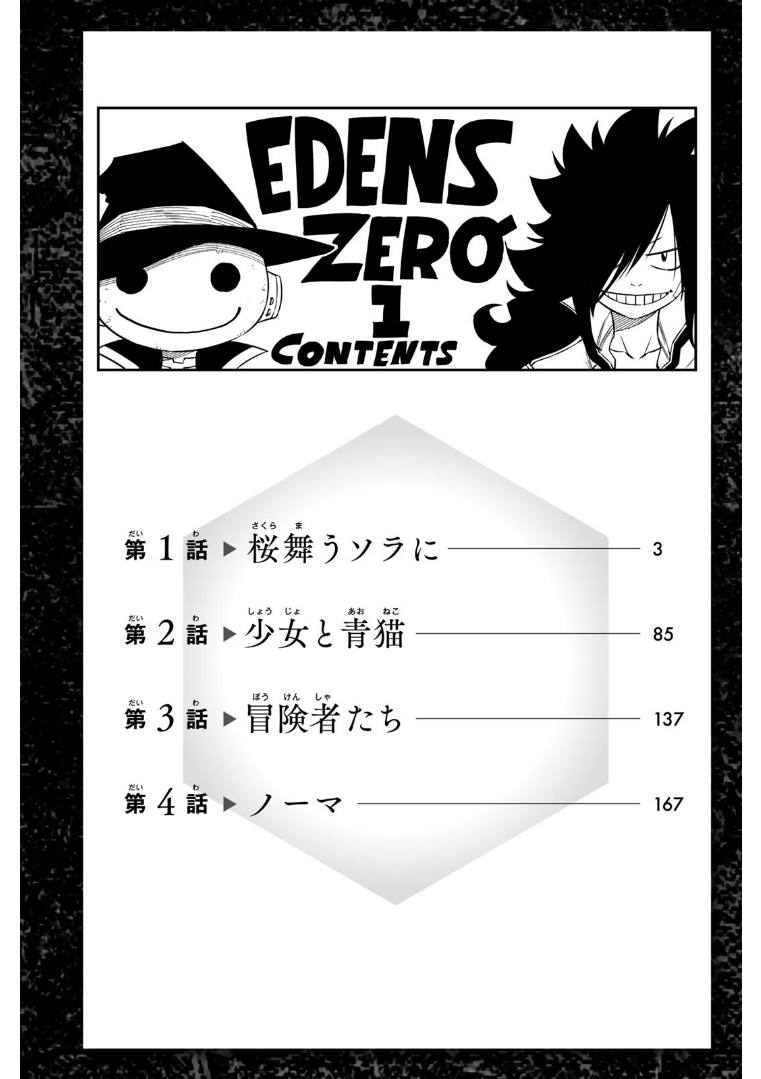 EDENS
ZERO
1
CONTENTS
第1話▶桜舞うソラに 3
第2話▶少女と青猫 85
第3話▶冒険者たち 137
第4話▶ノーマ 167